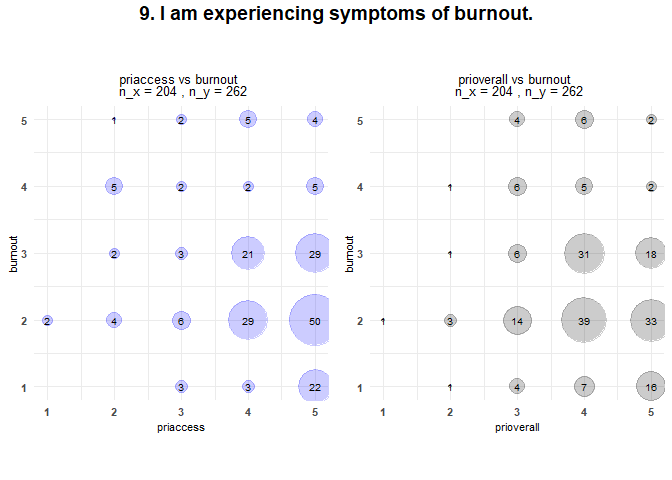 9. I am experiencing symptoms of burnout.
priaccess vs burnout
n_x = 204 , n_y = 262
5 1 2 5 4
4 5 2 2 5
3 2 3 21 29
2 2 4 6 29 50
1 3 3 22
1 2 3 4 5
burnout
priaccess
prioverall vs burnout
n_x = 204 , n_y = 262
5 4 6 2
4 1 6 5 2
3 1 6 31 18
2 1 3 14 39 33
1 1 4 7 16
1 2 3 4 5
burnout
prioverall